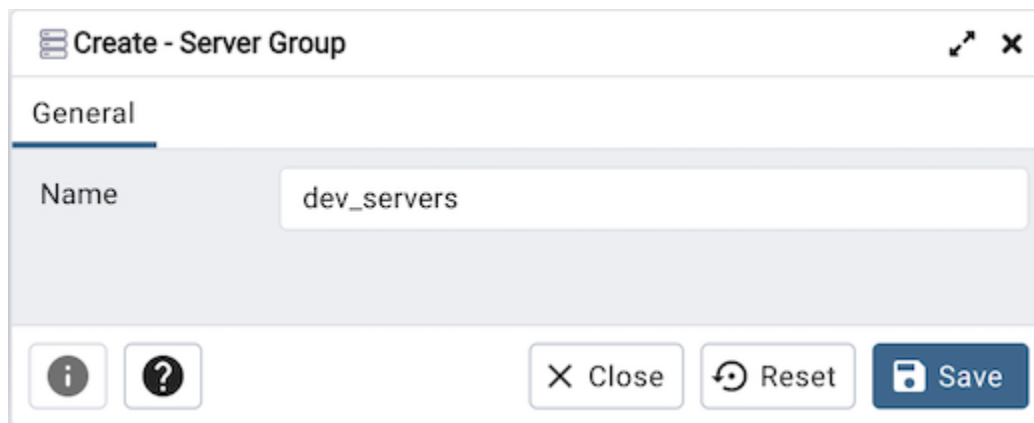 Create - Server Group
General
Name
dev_servers
Close
Reset
Save